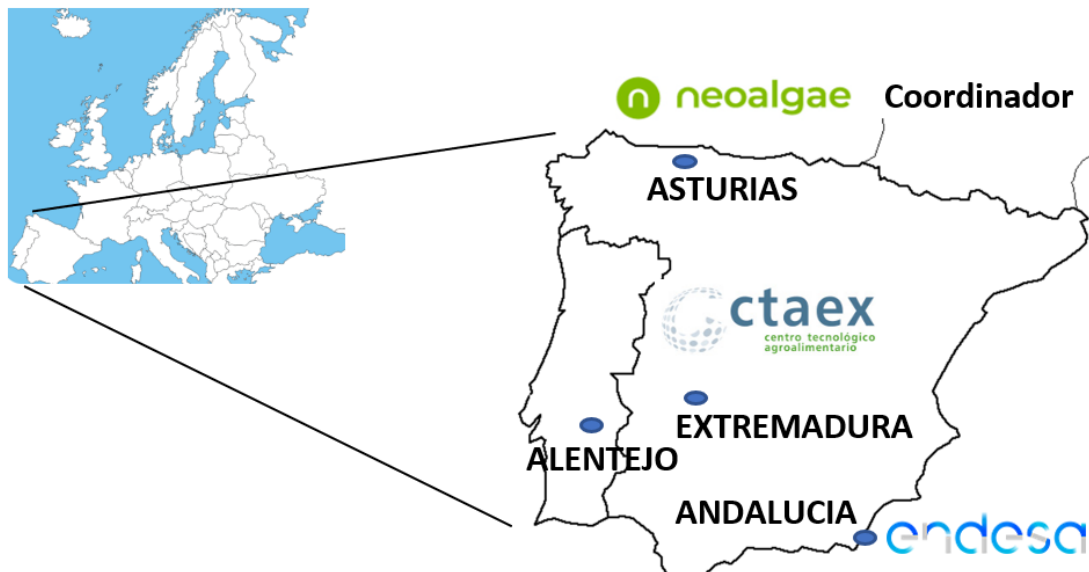 neoalgae Coordinador
ASTURIAS
ctaex
centro tecnológico
agroalimentario
EXTREMADURA
ALENTEJO
ANDALUCIA
endesa